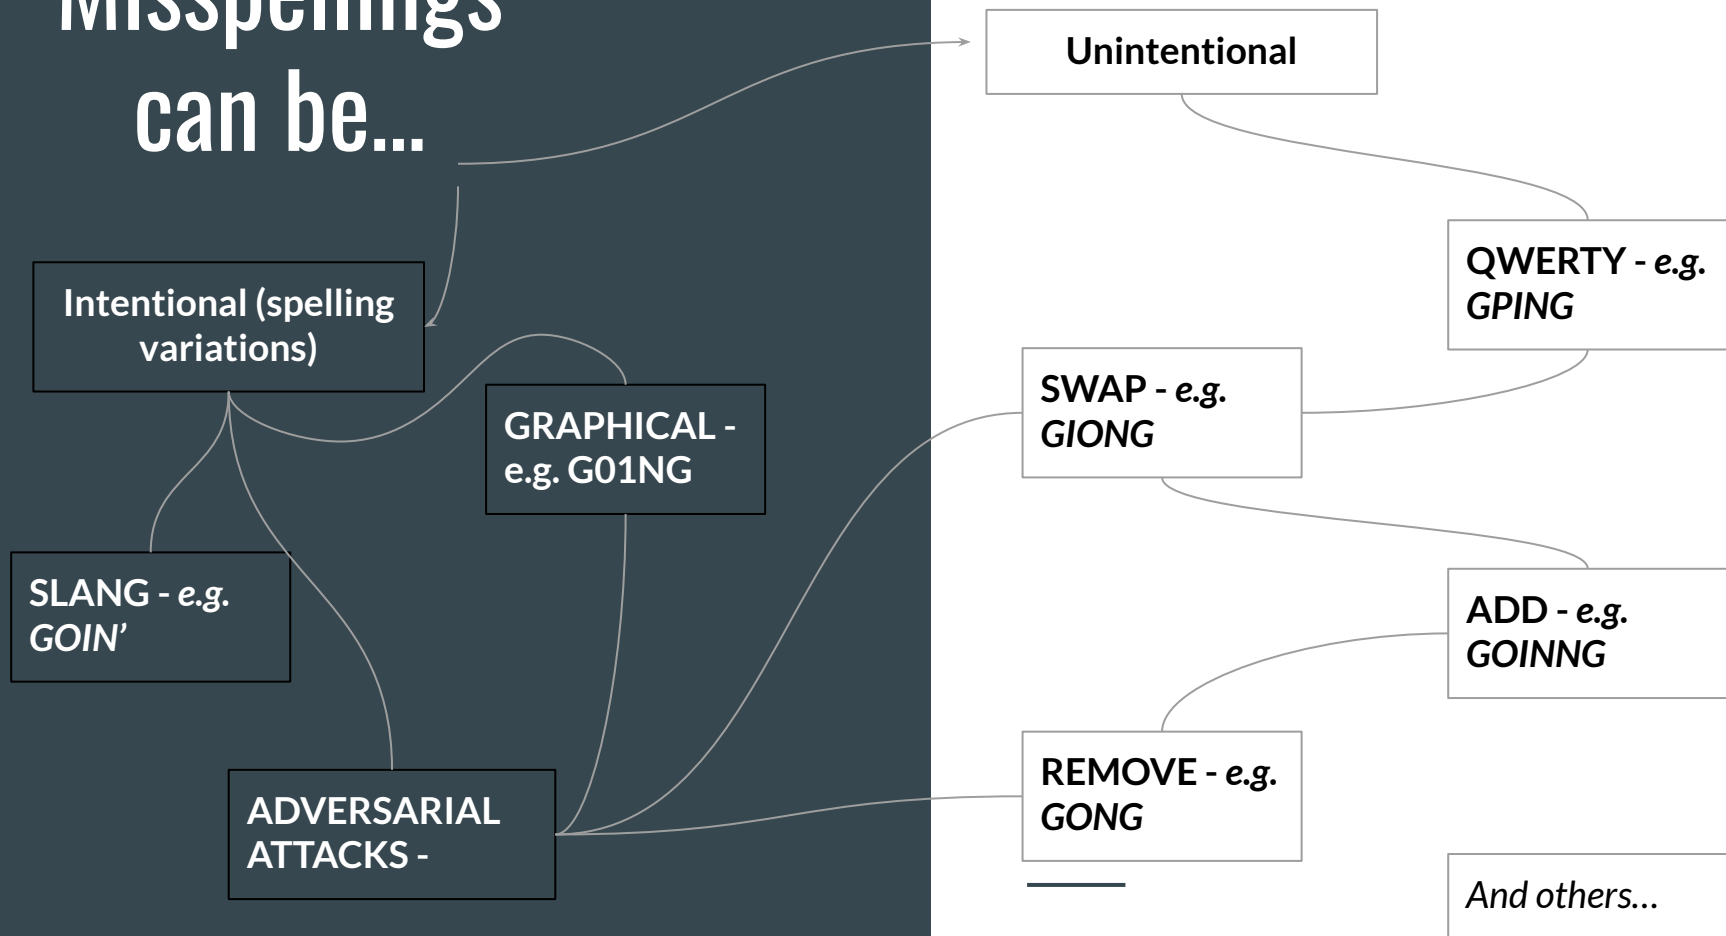 Misspellings
can be...
Unintentional
Intentional (spelling
variations)
QWERTY - e.g.
GPING
SWAP - e.g.
GIONG
GRAPHICAL -
e.g. G01NG
SLANG - e.g.
GOIN’
ADD - e.g.
GOINNG
REMOVE - e.g.
GONG
ADVERSARIAL
ATTACKS -
And others...